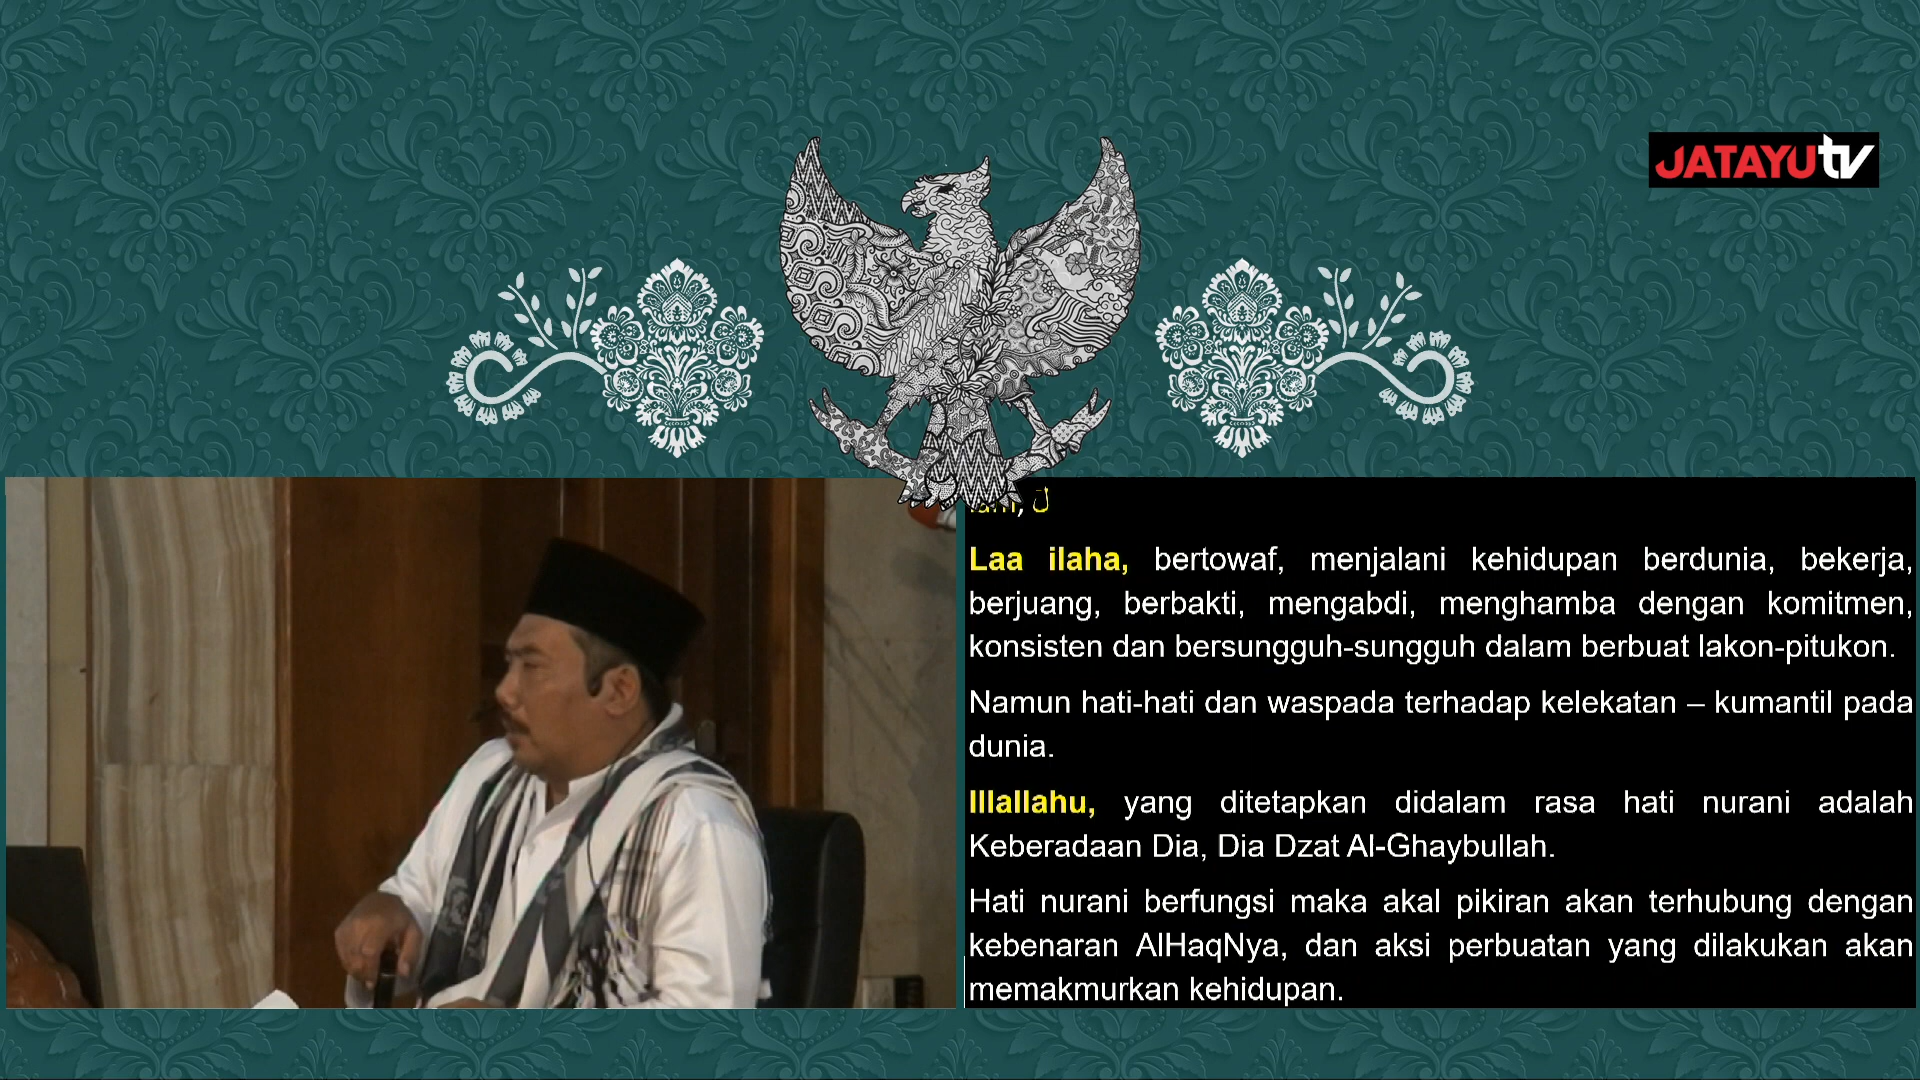 JATAYUtv
ل
Laa ilaha, bertowaf, menjalani kehidupan berdunia, bekerja,
berjuang, berbakti, mengabdi, menghamba dengan komitmen,
konsisten dan bersungguh-sungguh dalam berbuat lakon-pitukon.
Namun hati-hati dan waspada terhadap kelekatan – kumantil pada
dunia.
Illallahu, yang ditetapkan didalam rasa hati nurani adalah
Keberadaan Dia, Dia Dzat Al-Ghaybullah.
Hati nurani berfungsi maka akal pikiran akan terhubung dengan
kebenaran AlHaqNya, dan aksi perbuatan yang dilakukan akan
memakmurkan kehidupan.